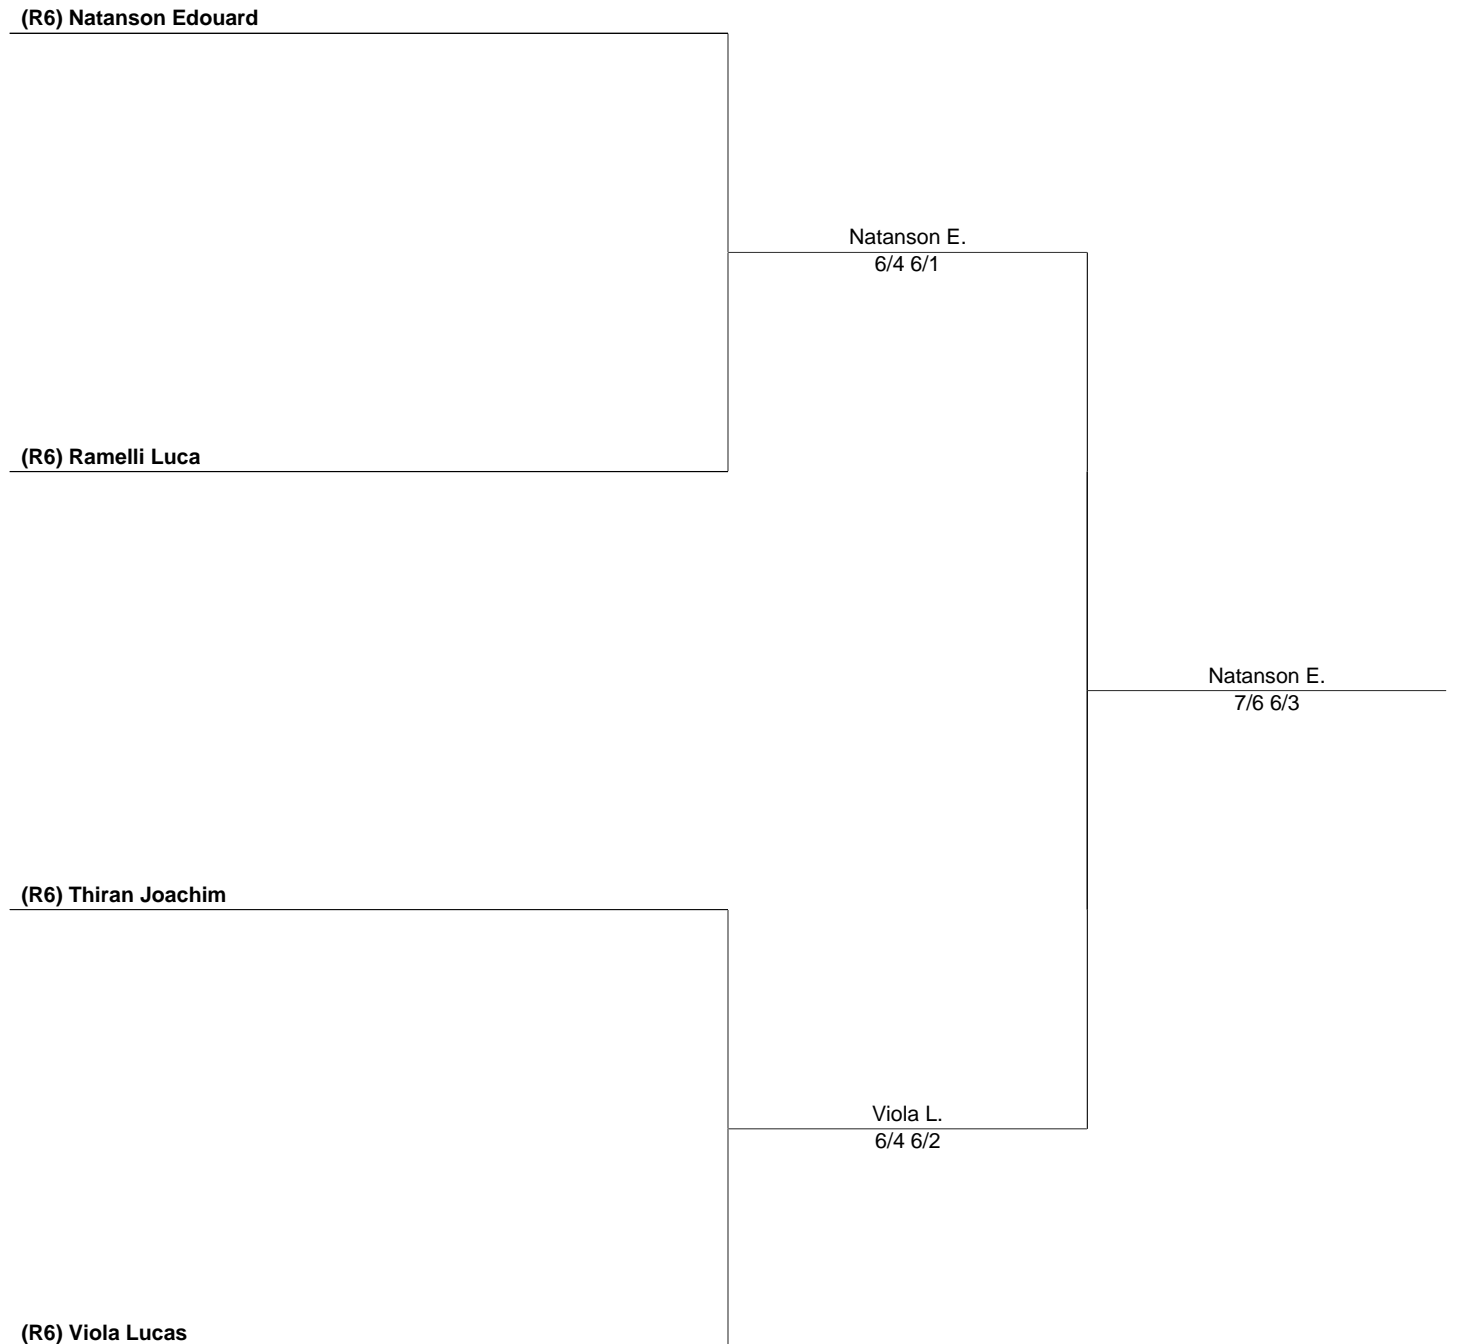 (R6) Natanson Edouard
Natanson E.
6/4 6/1
(R6) Ramelli Luca
Natanson E.
7/6 6/3
(R6) Thiran Joachim
Viola L.
6/4 6/2
(R6) Viola Lucas